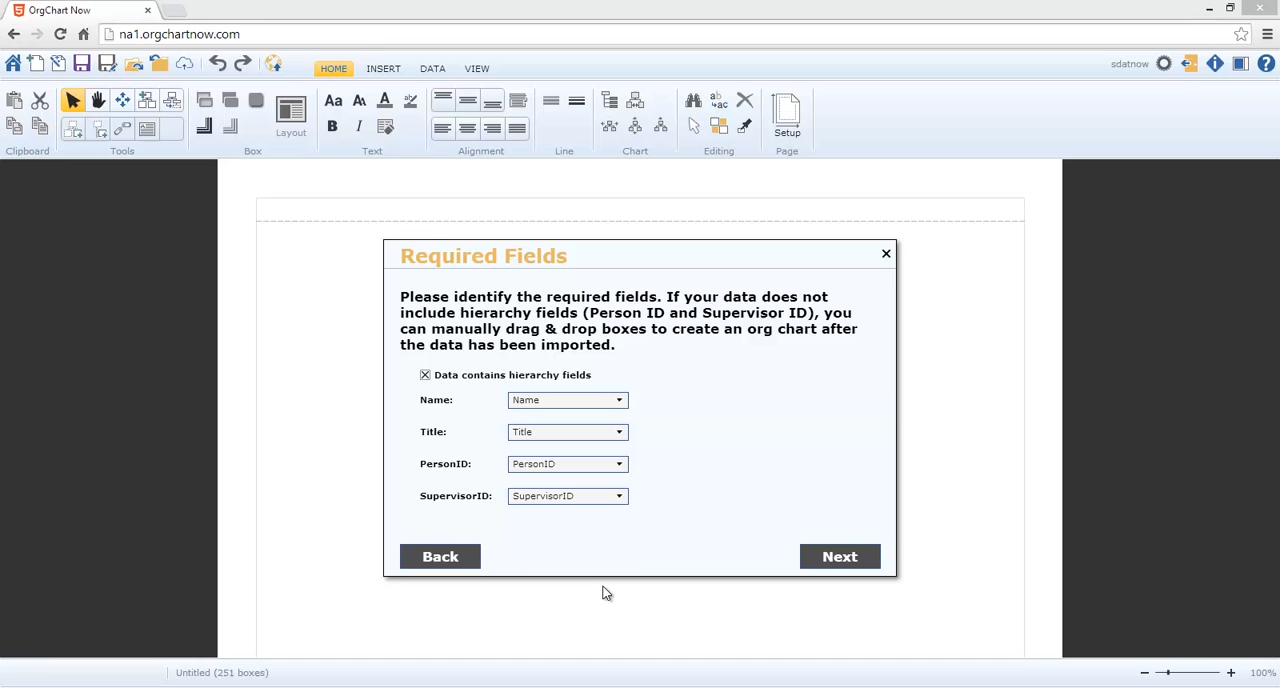 OrgChart Now
na1.orgchartnow.com
HOME INSERT DATA VIEW
sdatnow
Aa Aa A
B I
ab
ac
Layout
Setup
Clipboard Tools Box Text Alignment Line Chart Editing Page
Required Fields
Please identify the required fields. If your data does not
include hierarchy fields (Person ID and Supervisor ID), you
can manually drag & drop boxes to create an org chart after
the data has been imported.
Data contains hierarchy fields
Name: Name
Title: Title
PersonID: PersonID
SupervisorID: SupervisorID
Back Next
Untitled (251 boxes)
100%